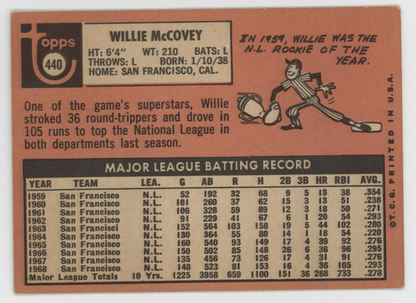 topps
440
WILLIE McCOVEY
HT: 6'4" WT: 210 BATS: L
THROWS: L BORN: 1/10/38
HOME: SAN FRANCISCO, CAL.
IN 1959, WILLIE WAS THE
N.L. ROOKIE OF THE
YEAR.
One of the game's superstars, Willie
stroked 36 round-trippers and drove in
105 runs to top the National League in
both departments last season.
MAJOR LEAGUE BATTING RECORD
YEAR TEAM LEA. G AB R H 2B 3B HR RBI AVG.
1959 San Francisco N.L. 52 192 32 68 9 5 13 38 .354
1960 San Francisco N.L. 101 260 37 62 15 3 13 51 .238
1961 San Francisco N.L. 106 328 59 89 12 3 18 50 .271
1962 San Francisco N.L. 91 229 41 67 6 1 20 54 .293
1963 San Francisco N.L. 152 564 103 158 19 5 44 102 .280
1964 San Francisco N.L. 130 364 55 80 14 1 18 54 .220
1965 San Francisco N.L. 160 540 93 149 17 4 39 92 .276
1966 San Francisco N.L. 150 502 85 148 26 6 36 96 .295
1967 San Francisco N.L. 135 456 73 126 17 4 31 91 .276
1968 San Francisco N.L. 148 523 81 153 16 4 36 105 .293
Major League Totals 10 Yrs. 1225 3958 659 1100 151 36 268 733 .278
© T.C.G. PRINTED IN U.S.A.